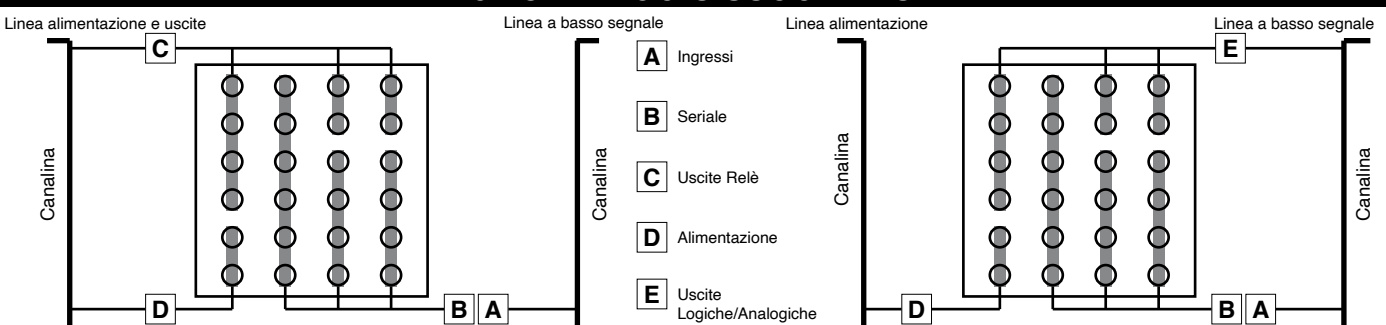 Linea alimentazione e uscite
Linea a basso segnale
Linea alimentazione
Linea a basso segnale
C
A Ingressi
E
B Seriale
Canalina
Canalina
C Uscite Relè
Canalina
Canalina
D Alimentazione
E Uscite
Logiche/Analogiche
D
B A
D
B A